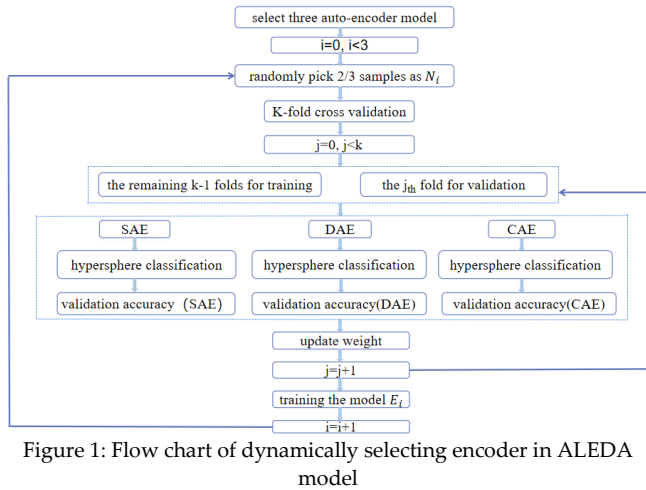 select three auto-encoder model
i=0, i<3
randomly pick 2/3 samples as N_i
K-fold cross validation
j=0, j<k
the remaining k-1 folds for training
the j_th fold for validation
SAE
DAE
CAE
hypersphere classification
hypersphere classification
hypersphere classification
validation accuracy (SAE)
validation accuracy(DAE)
validation accuracy(CAE)
update weight
j=j+1
training the model E_i
i=i+1
Figure 1: Flow chart of dynamically selecting encoder in ALEDA
model